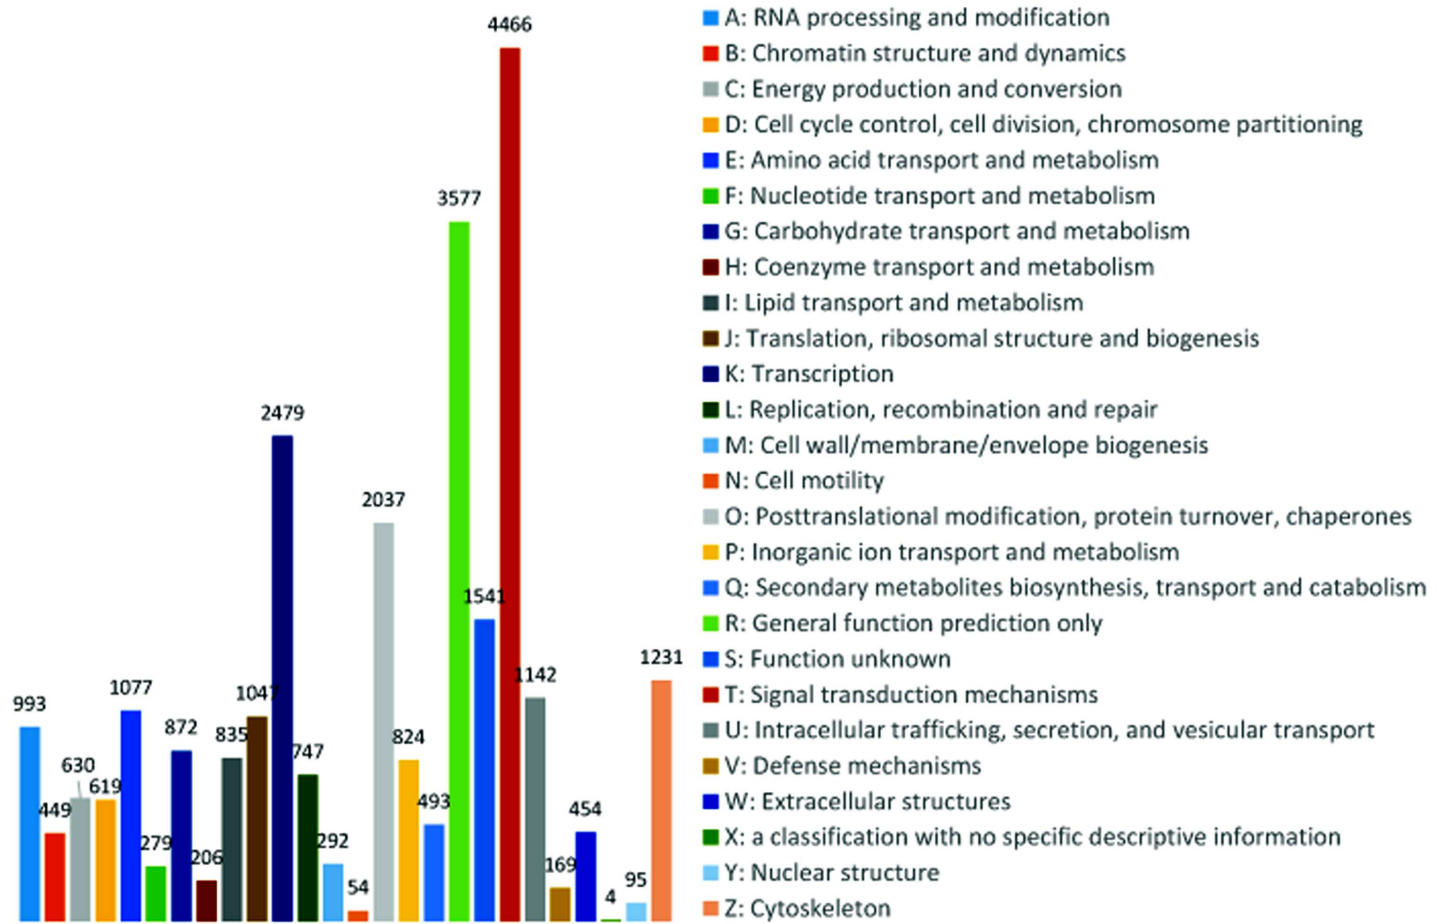 4466
3577
2479
2037
1541
1231
1142
1077
1047
993
872
835
824
747
630
619
493
454
449
292
279
206
169
95
54
4
A: RNA processing and modification
B: Chromatin structure and dynamics
C: Energy production and conversion
D: Cell cycle control, cell division, chromosome partitioning
E: Amino acid transport and metabolism
F: Nucleotide transport and metabolism
G: Carbohydrate transport and metabolism
H: Coenzyme transport and metabolism
I: Lipid transport and metabolism
J: Translation, ribosomal structure and biogenesis
K: Transcription
L: Replication, recombination and repair
M: Cell wall/membrane/envelope biogenesis
N: Cell motility
O: Posttranslational modification, protein turnover, chaperones
P: Inorganic ion transport and metabolism
Q: Secondary metabolites biosynthesis, transport and catabolism
R: General function prediction only
S: Function unknown
T: Signal transduction mechanisms
U: Intracellular trafficking, secretion, and vesicular transport
V: Defense mechanisms
W: Extracellular structures
X: a classification with no specific descriptive information
Y: Nuclear structure
Z: Cytoskeleton